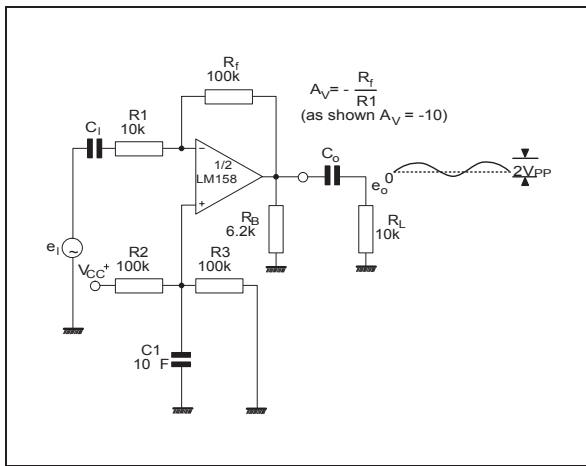 Rf
100k
AV= - Rf
R1
(as shown AV = -10)
R1
10k
CI
1/2
LM158
−
+
Co
eo
0
2VPP
RB
6.2k
RL
10k
eI
~
VCC+
R2
100k
R3
100k
C1
10 F